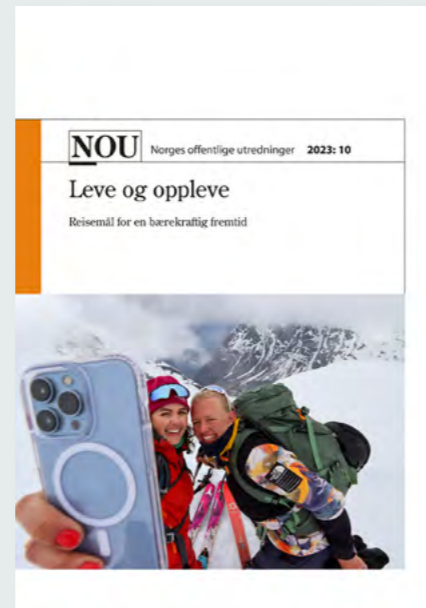 NOU Norges offentlige utredninger 2023: 10
Leve og oppleve
Reisemål for en bærekraftig fremtid